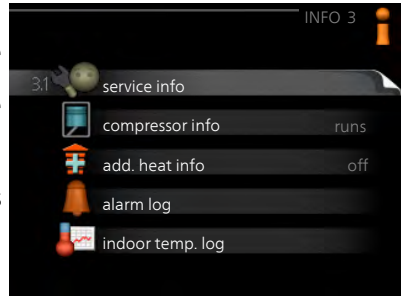 INFO 3
3.1 service info
compressor info runs
add. heat info off
alarm log
indoor temp. log